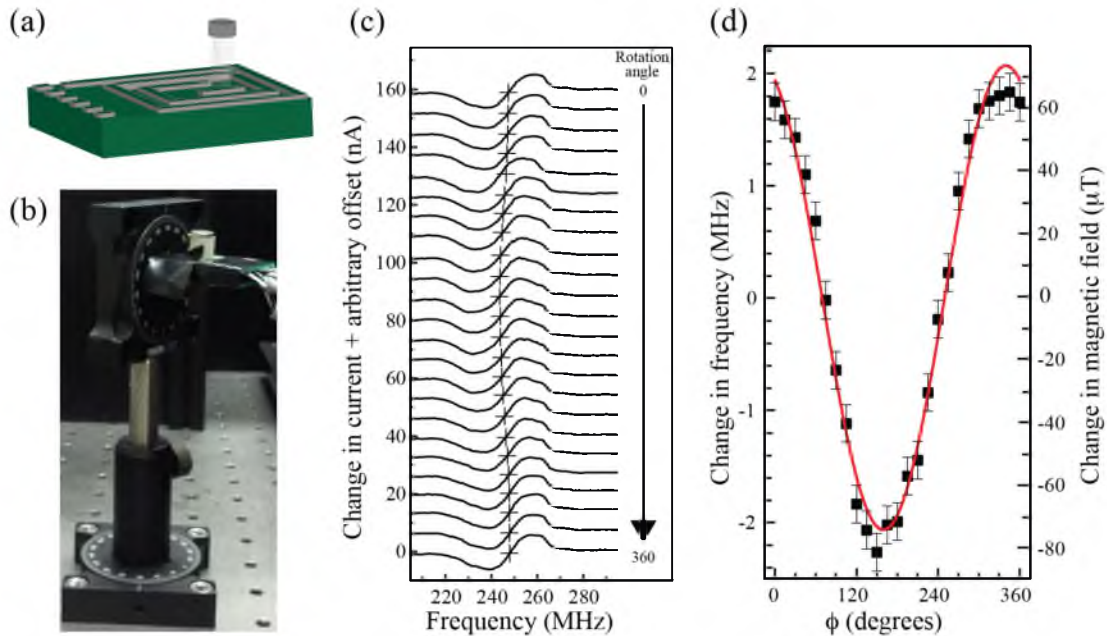 (a)
(b)
(c)
Rotation
angle
0
360
160
140
120
100
80
60
40
20
0
Change in current + arbitrary offset (nA)
220 240 260 280
Frequency (MHz)
(d)
2
1
0
-1
-2
Change in frequency (MHz)
60
40
20
0
-20
-40
-60
-80
Change in magnetic field (μT)
0 120 240 360
ϕ (degrees)